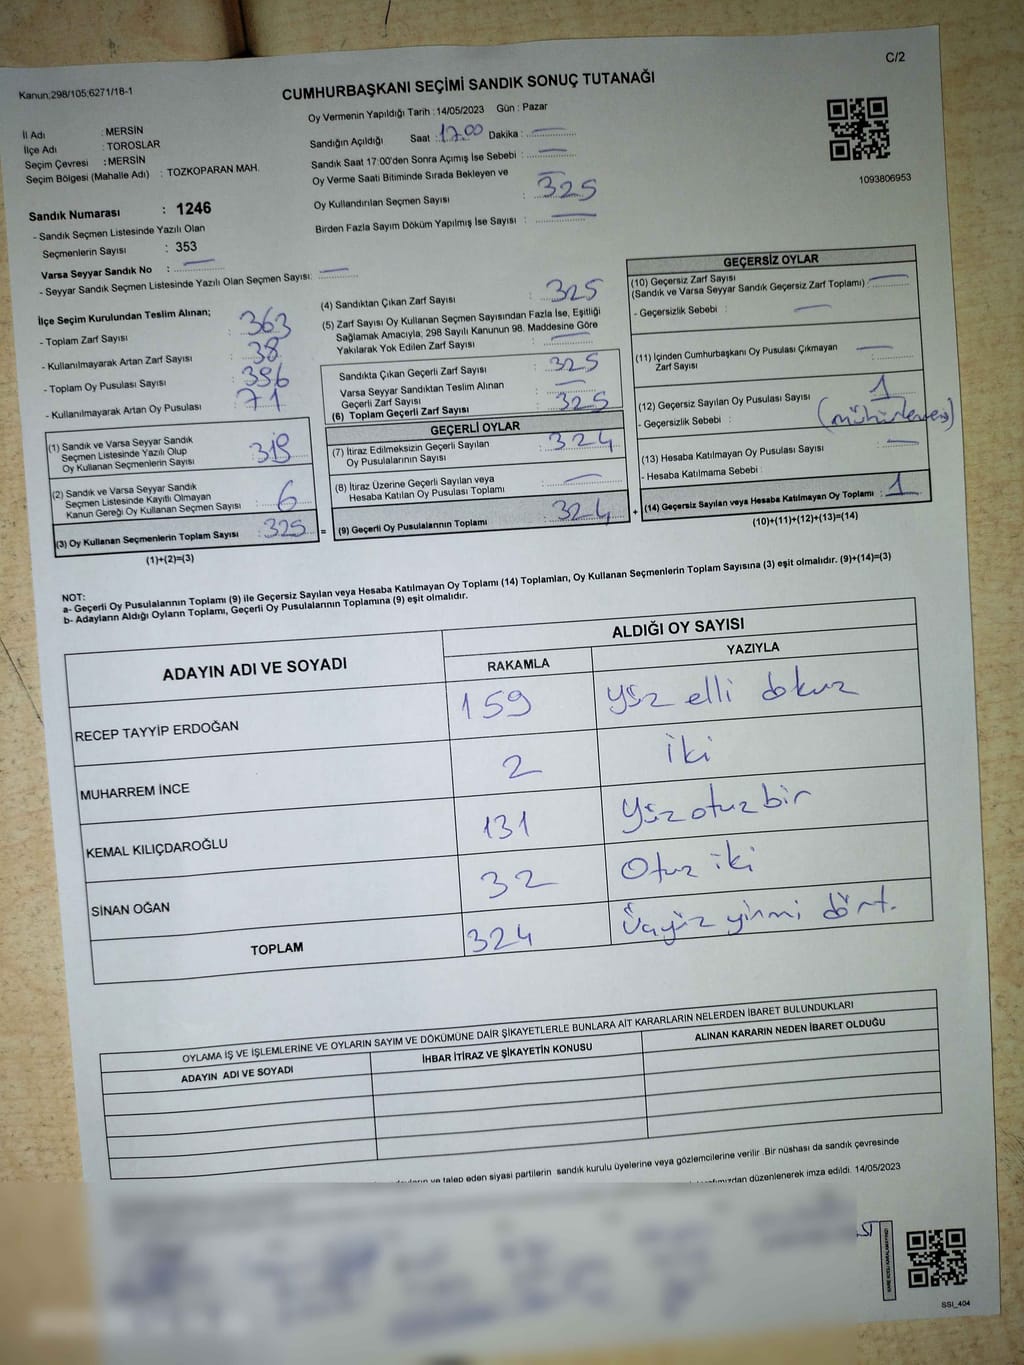 C/2
Kanun:298/105;6271/18-1
CUMHURBAŞKANI SEÇİMİ SANDIK SONUÇ TUTANAĞI
İl Adı : MERSİN
İlçe Adı : TOROSLAR
Seçim Çevresi : MERSİN
Seçim Bölgesi (Mahalle Adı) : TOZKOPARAN MAH.
Oy Vermenin Yapıldığı Tarih : 14/05/2023 Gün : Pazar
Sandığın Açıldığı Saat : 17.00 Dakika : —
Sandık Saat 17:00'den Sonra Açımış İse Sebebi : —
Oy Verme Saati Bitiminde Sırada Bekleyen ve : —
Oy Kullandırılan Seçmen Sayısı : 325
Birden Fazla Sayım Döküm Yapılmış İse Sayısı : —
1093806953
Sandık Numarası : 1246
- Sandık Seçmen Listesinde Yazılı Olan
Seçmenlerin Sayısı : 353
Varsa Seyyar Sandık No : —
- Seyyar Sandık Seçmen Listesinde Yazılı Olan Seçmen Sayısı: —
İlçe Seçim Kurulundan Teslim Alınan;
- Toplam Zarf Sayısı : 363
- Kullanılmayarak Artan Zarf Sayısı : 38
- Toplam Oy Pusulası Sayısı : 396
- Kullanılmayarak Artan Oy Pusulası : 71
(1) Sandık ve Varsa Seyyar Sandık
Seçmen Listesinde Yazılı Olup
Oy Kullanan Seçmenlerin Sayısı : 319
(2) Sandık ve Varsa Seyyar Sandık
Seçmen Listesinde Kayıtlı Olmayan
Kanun Gereği Oy Kullanan Seçmen Sayısı : 6
(3) Oy Kullanan Seçmenlerin Toplam Sayısı : 325 =
(1)+(2)=(3)
(4) Sandıktan Çıkan Zarf Sayısı : 325
(5) Zarf Sayısı Oy Kullanan Seçmen Sayısından Fazla İse, Eşitliği
Sağlamak Amacıyla, 298 Sayılı Kanunun 98. Maddesine Göre
Yakılarak Yok Edilen Zarf Sayısı : —
Sandıkta Çıkan Geçerli Zarf Sayısı : 325
Varsa Seyyar Sandıktan Teslim Alınan
Geçerli Zarf Sayısı : —
(6) Toplam Geçerli Zarf Sayısı : 325
GEÇERLİ OYLAR
(7) İtiraz Edilmeksizin Geçerli Sayılan
Oy Pusulalarının Sayısı : 324
(8) İtiraz Üzerine Geçerli Sayılan veya
Hesaba Katılan Oy Pusulası Toplamı : —
(9) Geçerli Oy Pusulalarının Toplamı : 324 +
GEÇERSİZ OYLAR
(10) Geçersiz Zarf Sayısı
(Sandık ve Varsa Seyyar Sandık Geçersiz Zarf Toplamı) : —
- Geçersizlik Sebebi : —
(11) İçinden Cumhurbaşkanı Oy Pusulası Çıkmayan
Zarf Sayısı : —
(12) Geçersiz Sayılan Oy Pusulası Sayısı : 1
- Geçersizlik Sebebi :
(13) Hesaba Katılmayan Oy Pusulası Sayısı : —
- Hesaba Katılmama Sebebi :
(14) Geçersiz Sayılan veya Hesaba Katılmayan Oy Toplamı : 1
(10)+(11)+(12)+(13)=(14)
NOT:
a- Geçerli Oy Pusulalarının Toplamı (9) ile Geçersiz Sayılan veya Hesaba Katılmayan Oy Toplamı (14) Toplamları, Oy Kullanan Seçmenlerin Toplam Sayısına (3) eşit olmalıdır. (9)+(14)=(3)
b- Adayların Aldığı Oyların Toplamı, Geçerli Oy Pusulalarının Toplamına (9) eşit olmalıdır.
ADAYIN ADI VE SOYADI
ALDIĞI OY SAYISI
RAKAMLA YAZIYLA
RECEP TAYYİP ERDOĞAN 159 yüz elli dokuz
MUHARREM İNCE 2 iki
KEMAL KILIÇDAROĞLU 131 Yüz otuz bir
SİNAN OĞAN 32 Otuz iki
TOPLAM 324 Üçyüz yirmi dört.
OYLAMA İŞ VE İŞLEMLERİNE VE OYLARIN SAYIM VE DÖKÜMÜNE DAİR ŞİKAYETLERLE BUNLARA AİT KARARLARIN NELERDEN İBARET BULUNDUKLARI
ADAYIN ADI VE SOYADI İHBAR İTİRAZ VE ŞİKAYETİN KONUSU ALINAN KARARIN NEDEN İBARET OLDUĞU
ve talep eden siyasi partilerin sandık kurulu üyelerine veya gözlemcilerine verilir. Bir nüshası da sandık çevresinde
düzenlenerek imza edildi. 14/05/2023
SSI_404